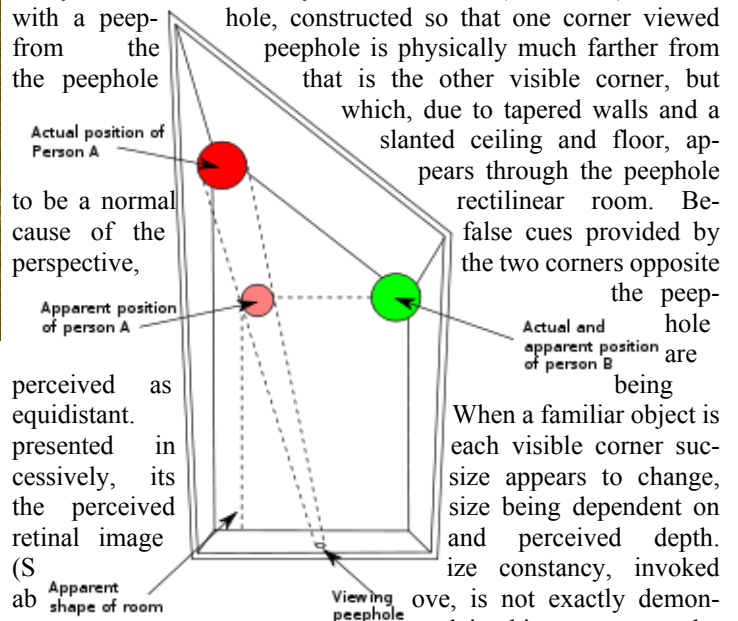 with a peep- hole, constructed so that one corner viewed
from the peephole is physically much farther from
the peephole that is the other visible corner, but
which, due to tapered walls and a
slanted ceiling and floor, ap-
pears through the peephole
to be a normal rectilinear room. Be-
cause of the false cues provided by
perspective, the two corners opposite
the peep-
hole
are
perceived as being
equidistant. When a familiar object is
presented in each visible corner suc-
cessively, its size appears to change,
the perceived size being dependent on
retinal image and perceived depth.
(S ize constancy, invoked
ab ove, is not exactly demon-
Actual position of
Person A
Apparent position
of person A
Actual and
apparent position
of person B
Apparent
shape of room
Viewing
peephole